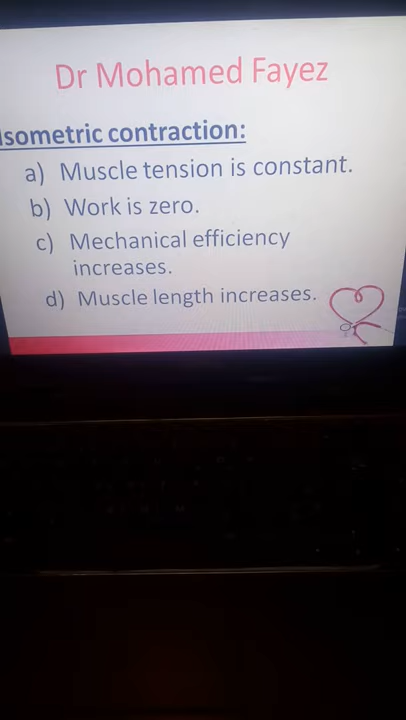 Dr Mohamed Fayez
Isometric contraction:
a) Muscle tension is constant.
b) Work is zero.
c) Mechanical efficiency
increases.
d) Muscle length increases.